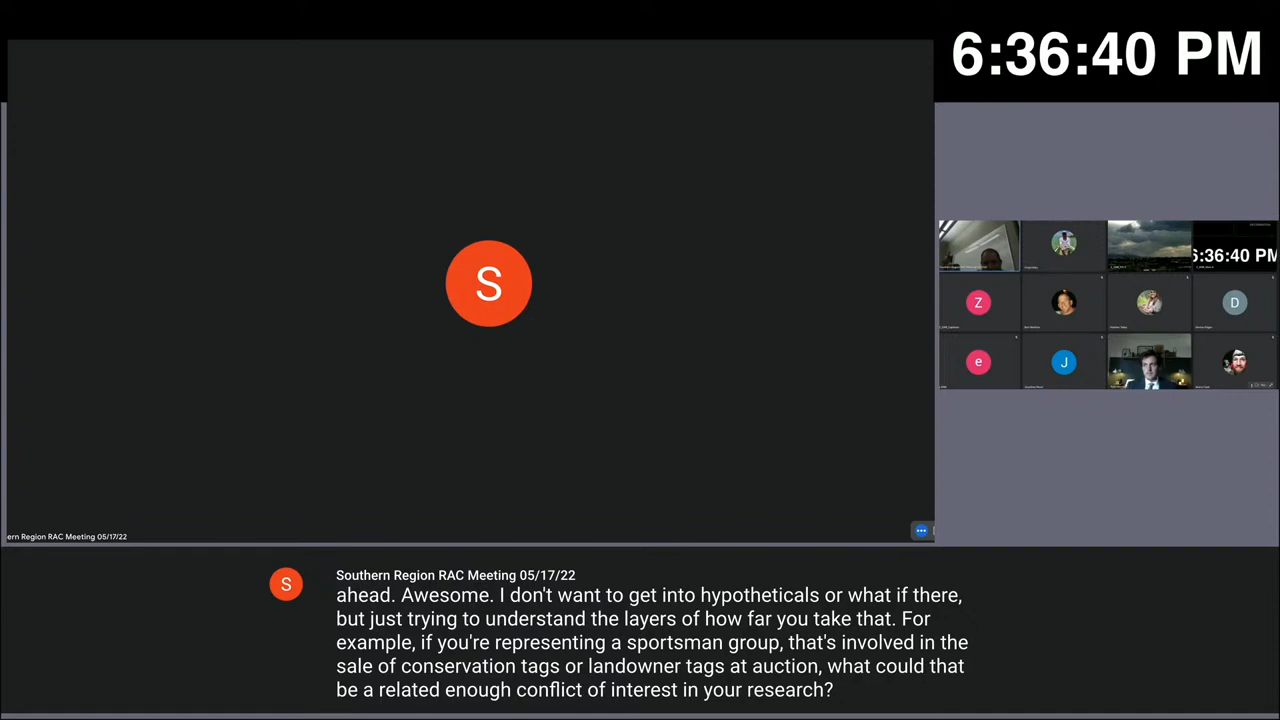 6:36:40 PM
S
6:36:40 PM
Z
D
e
J
ern Region RAC Meeting 05/17/22
S
Southern Region RAC Meeting 05/17/22
ahead. Awesome. I don't want to get into hypotheticals or what if there,
but just trying to understand the layers of how far you take that. For
example, if you're representing a sportsman group, that's involved in the
sale of conservation tags or landowner tags at auction, what could that
be a related enough conflict of interest in your research?